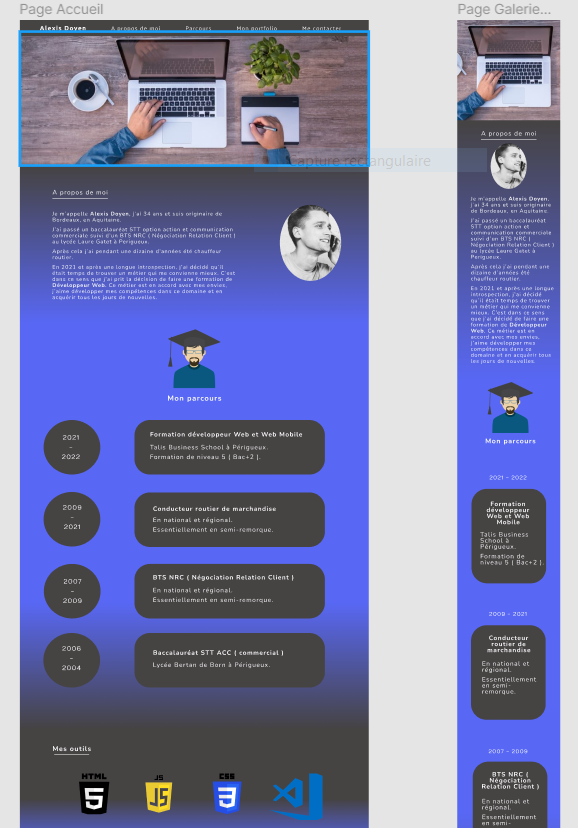 Page Accueil
Page Galerie...
Alexis Doyen
A propos de moi
Parcours
Mon portfolio
Me contacter
Capture rectangulaire
A propos de moi
Je m'appelle Alexis Doyen, j'ai 34 ans et suis originaire de
Bordeaux, en Aquitaine.
J'ai passé un baccalauréat STT option action et communication
commerciale suivi d'un BTS NRC ( Négociation Relation Client )
au lycée Laure Gatet à Perigueux.
Après cela j'ai pendant une dizaine d'années été chauffeur
routier.
En 2021 et après une longue introspection, j'ai décidé qu'il
était temps de trouver un métier qui me convienne mieux. C'est
dans ce sens que j'ai prit la décision de faire une formation de
Développeur Web. Ce métier est en accord avec mes envies,
j'aime développer mes compétences dans ce domaine et en
acquérir tous les jours de nouvelles.
Mon parcours
2021
-
2022
Formation développeur Web et Web Mobile
Talis Business School à Périgueux.
Formation de niveau 5 ( Bac+2 ).
2009
-
2021
Conducteur routier de marchandise
En national et régional.
Essentiellement en semi-remorque.
2007
-
2009
BTS NRC ( Négociation Relation Client )
En national et régional.
Essentiellement en semi-remorque.
2006
-
2004
Baccalauréat STT ACC ( commercial )
Lycée Bertan de Born à Périgueux.
Mes outils
HTML
5
JS
JS
CSS
3
A propos de moi
Je m'appelle Alexis Doyen,
j'ai 34 ans et suis originaire
de Bordeaux, en Aquitaine.
J'ai passé un baccalauréat
STT option action et
communication commerciale
suivi d'un BTS NRC (
Négociation Relation Client )
au lycée Laure Gatet à
Perigueux.
Après cela j'ai pendant une
dizaine d'années été
chauffeur routier.
En 2021 et après une longue
introspection, j'ai décidé
qu'il était temps de trouver
un métier qui me convienne
mieux. C'est dans ce sens
que j'ai décidé de faire une
formation de Développeur
Web. Ce métier est en
accord avec mes envies,
j'aime développer mes
compétences dans ce
domaine et en acquérir tous
les jours de nouvelles.
Mon parcours
2021 - 2022
Formation
développeur
Web et Web
Mobile
Talis Business
School à
Périgueux.
Formation de
niveau 5 ( Bac+2 ).
2009 - 2021
Conducteur
routier de
marchandise
En national et
régional.
Essentiellement
en semi-
remorque.
2007 - 2009
BTS NRC (
Négociation
Relation Client )
En national et
régional.
Essentiellement
en semi-